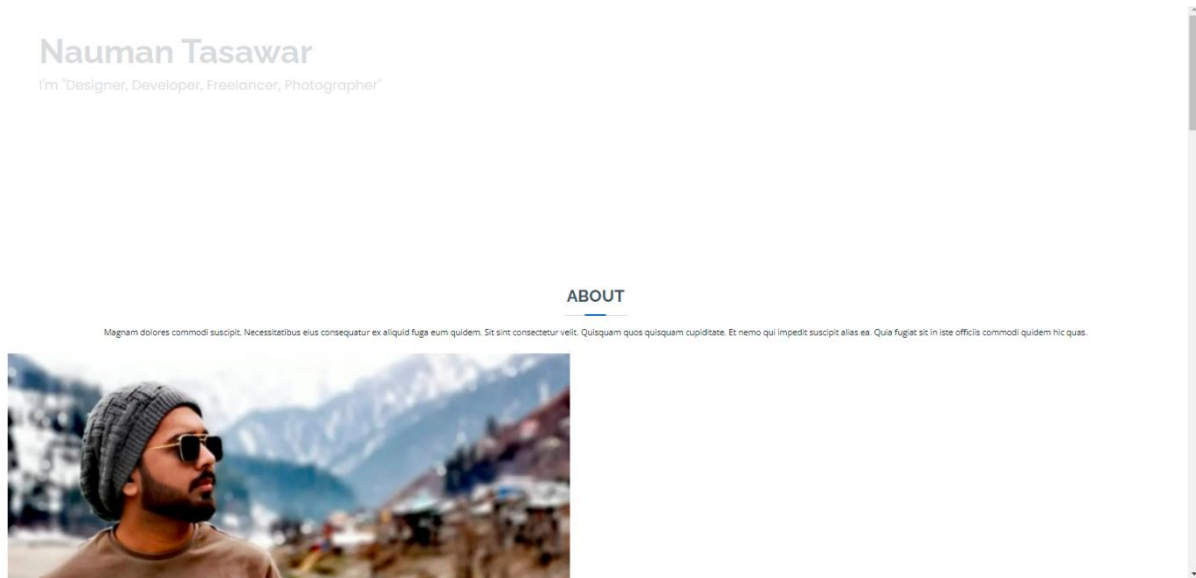 Nauman Tasawar
I'm "Designer, Developer, Freelancer, Photographer"
ABOUT
Magnam dolores commodi suscipit. Necessitatibus eius consequatur ex aliquid fuga eum quidem. Sit sint consectetur velit. Quisquam quos quisquam cupiditate. Et nemo qui impedit suscipit alias ea. Quia fugiat sit in iste officiis commodi quidem hic quas.